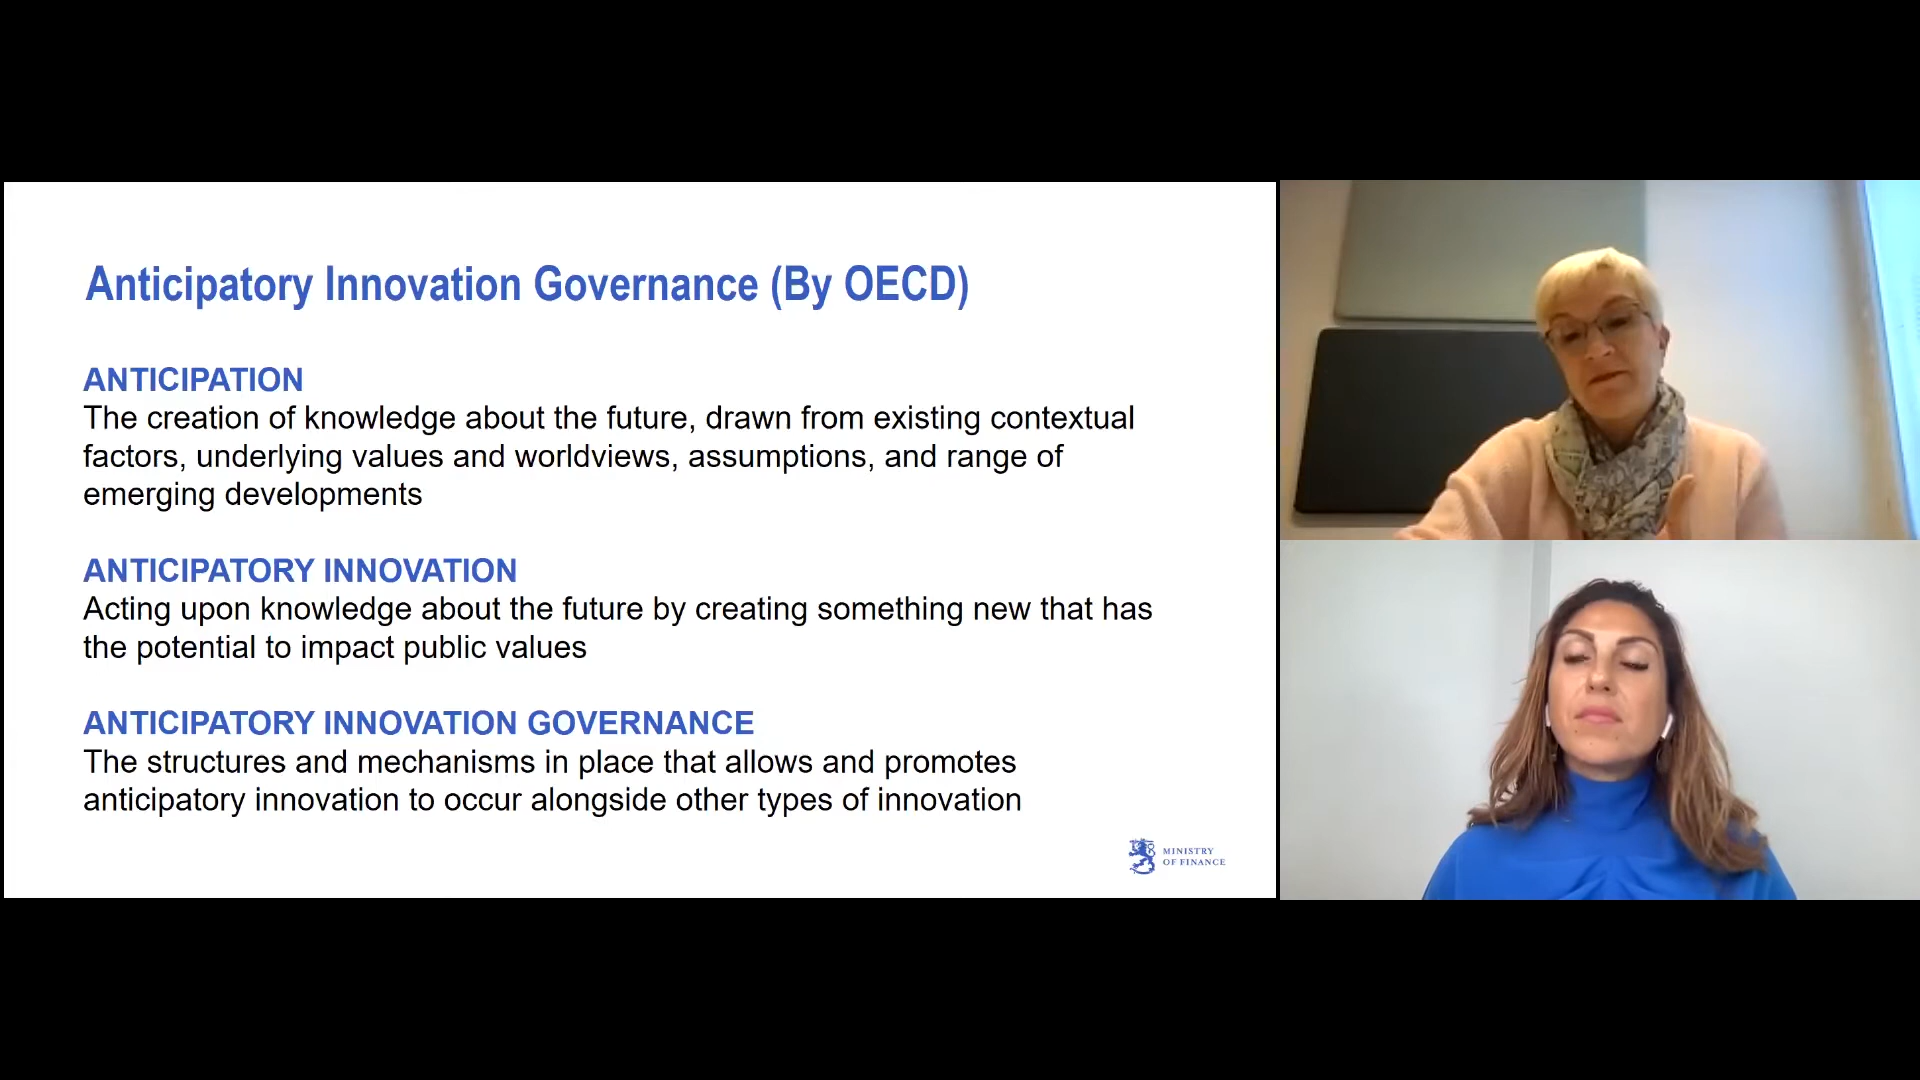 Anticipatory Innovation Governance (By OECD)
ANTICIPATION
The creation of knowledge about the future, drawn from existing contextual
factors, underlying values and worldviews, assumptions, and range of
emerging developments
ANTICIPATORY INNOVATION
Acting upon knowledge about the future by creating something new that has
the potential to impact public values
ANTICIPATORY INNOVATION GOVERNANCE
The structures and mechanisms in place that allows and promotes
anticipatory innovation to occur alongside other types of innovation
MINISTRY
OF FINANCE